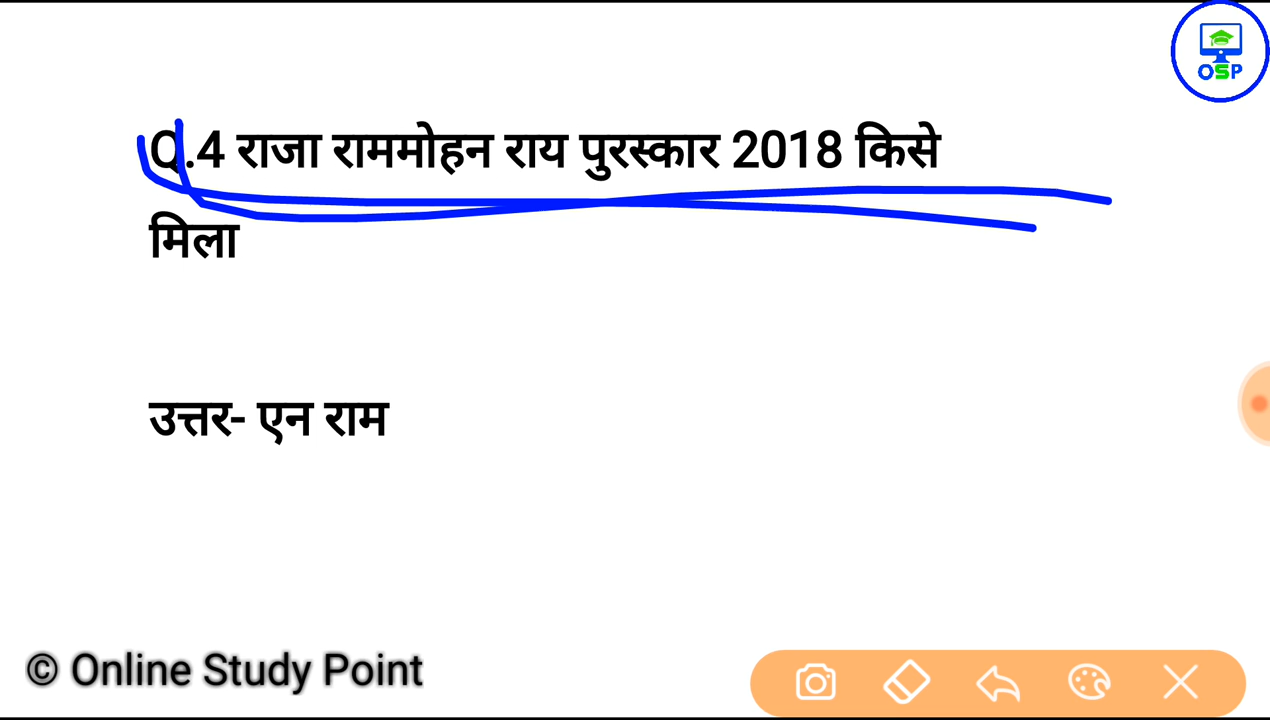 OSP
Q.4 राजा राममोहन राय पुरस्कार 2018 किसे
मिला
उत्तर- एन राम
© Online Study Point